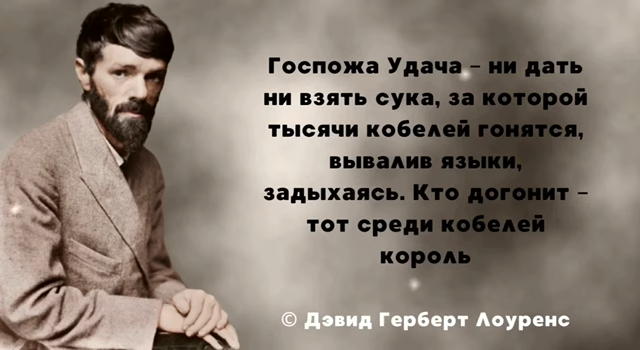 Госпожа Удача – ни дать
ни взять сука, за которой
тысячи кобелей гонятся,
вывалив языки,
задыхаясь. Кто догонит –
тот среди кобелей
король
© Дэвид Герберт Лоуренс